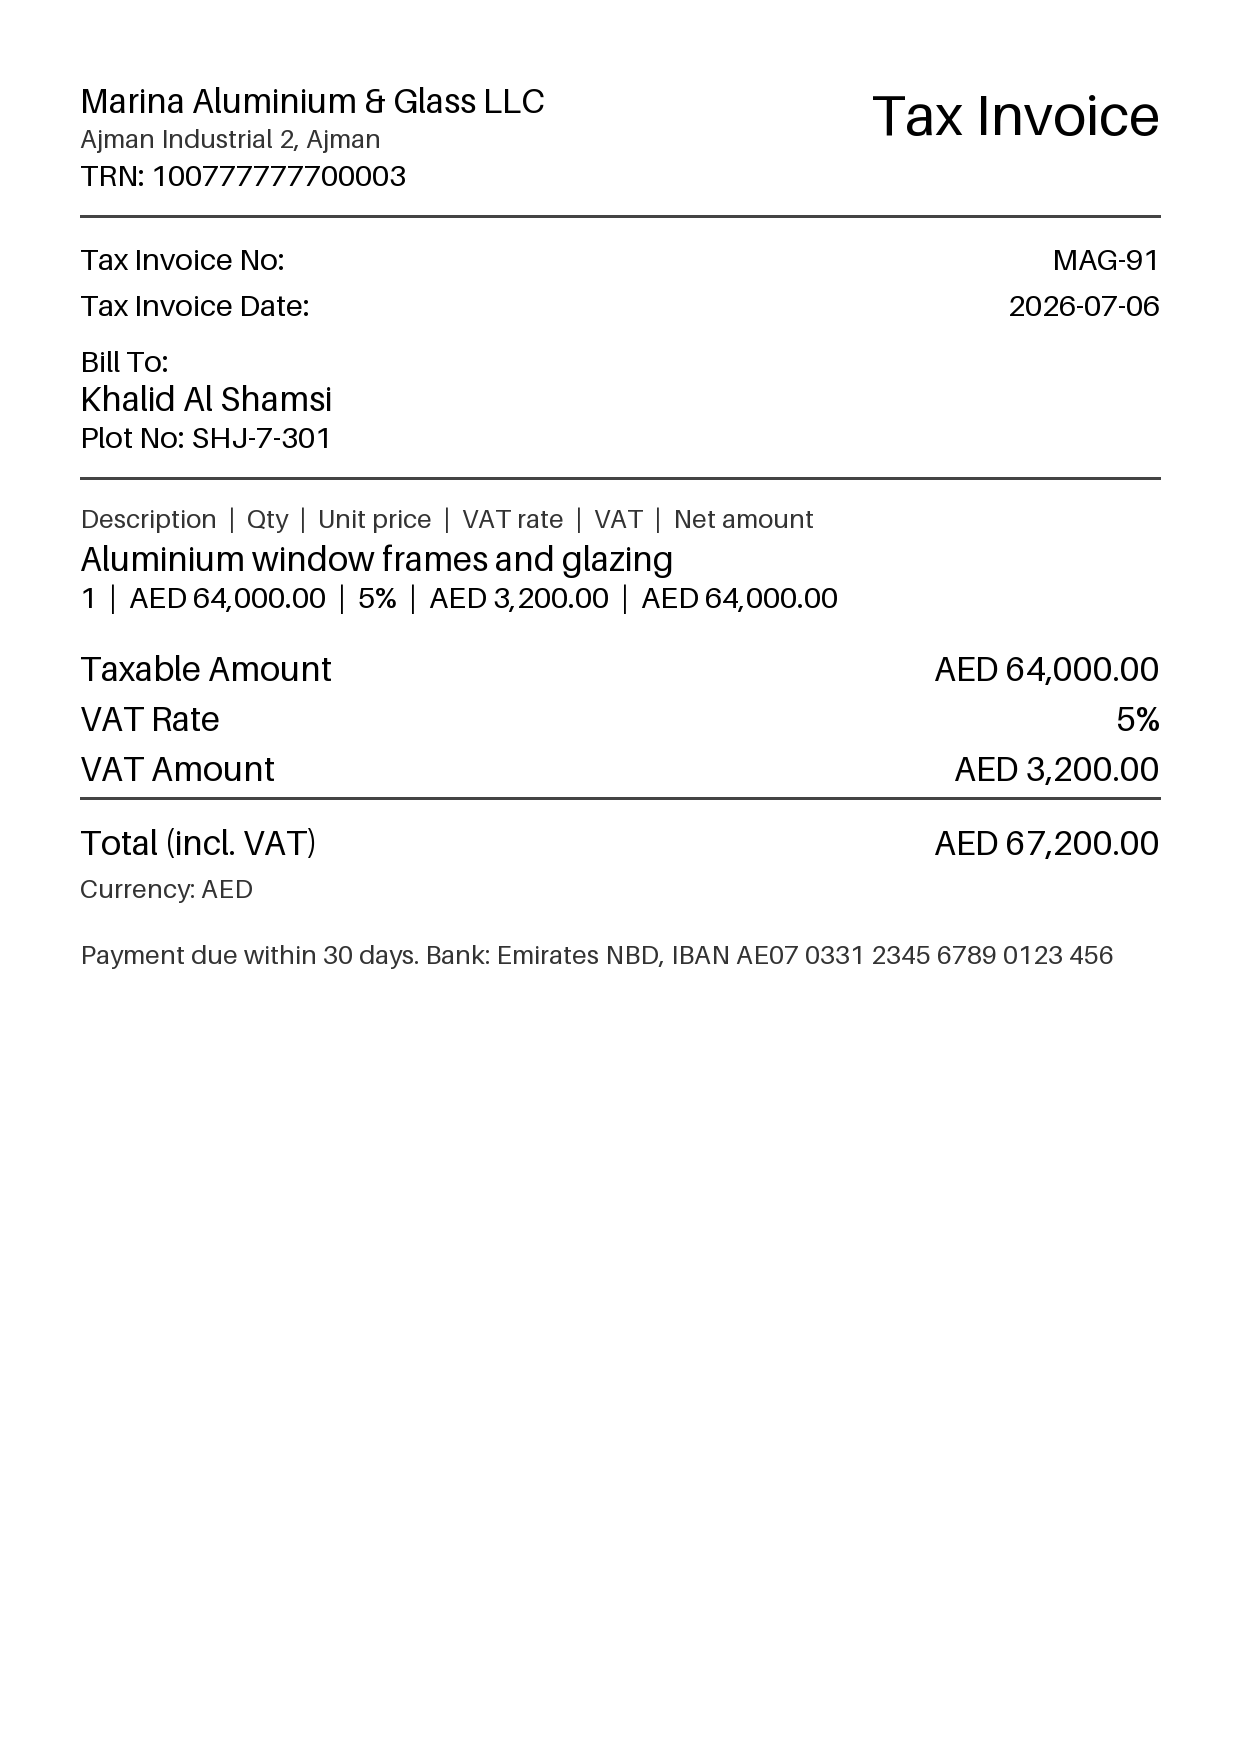 Marina Aluminium & Glass LLC
Tax Invoice
Ajman Industrial 2, Ajman
TRN: 100777777700003
Tax Invoice No: MAG-91
Tax Invoice Date: 2026-07-06
Bill To:
Khalid Al Shamsi
Plot No: SHJ-7-301
Description | Qty | Unit price | VAT rate | VAT | Net amount
Aluminium window frames and glazing
1 | AED 64,000.00 | 5% | AED 3,200.00 | AED 64,000.00
Taxable Amount AED 64,000.00
VAT Rate 5%
VAT Amount AED 3,200.00
Total (incl. VAT) AED 67,200.00
Currency: AED
Payment due within 30 days. Bank: Emirates NBD, IBAN AE07 0331 2345 6789 0123 456